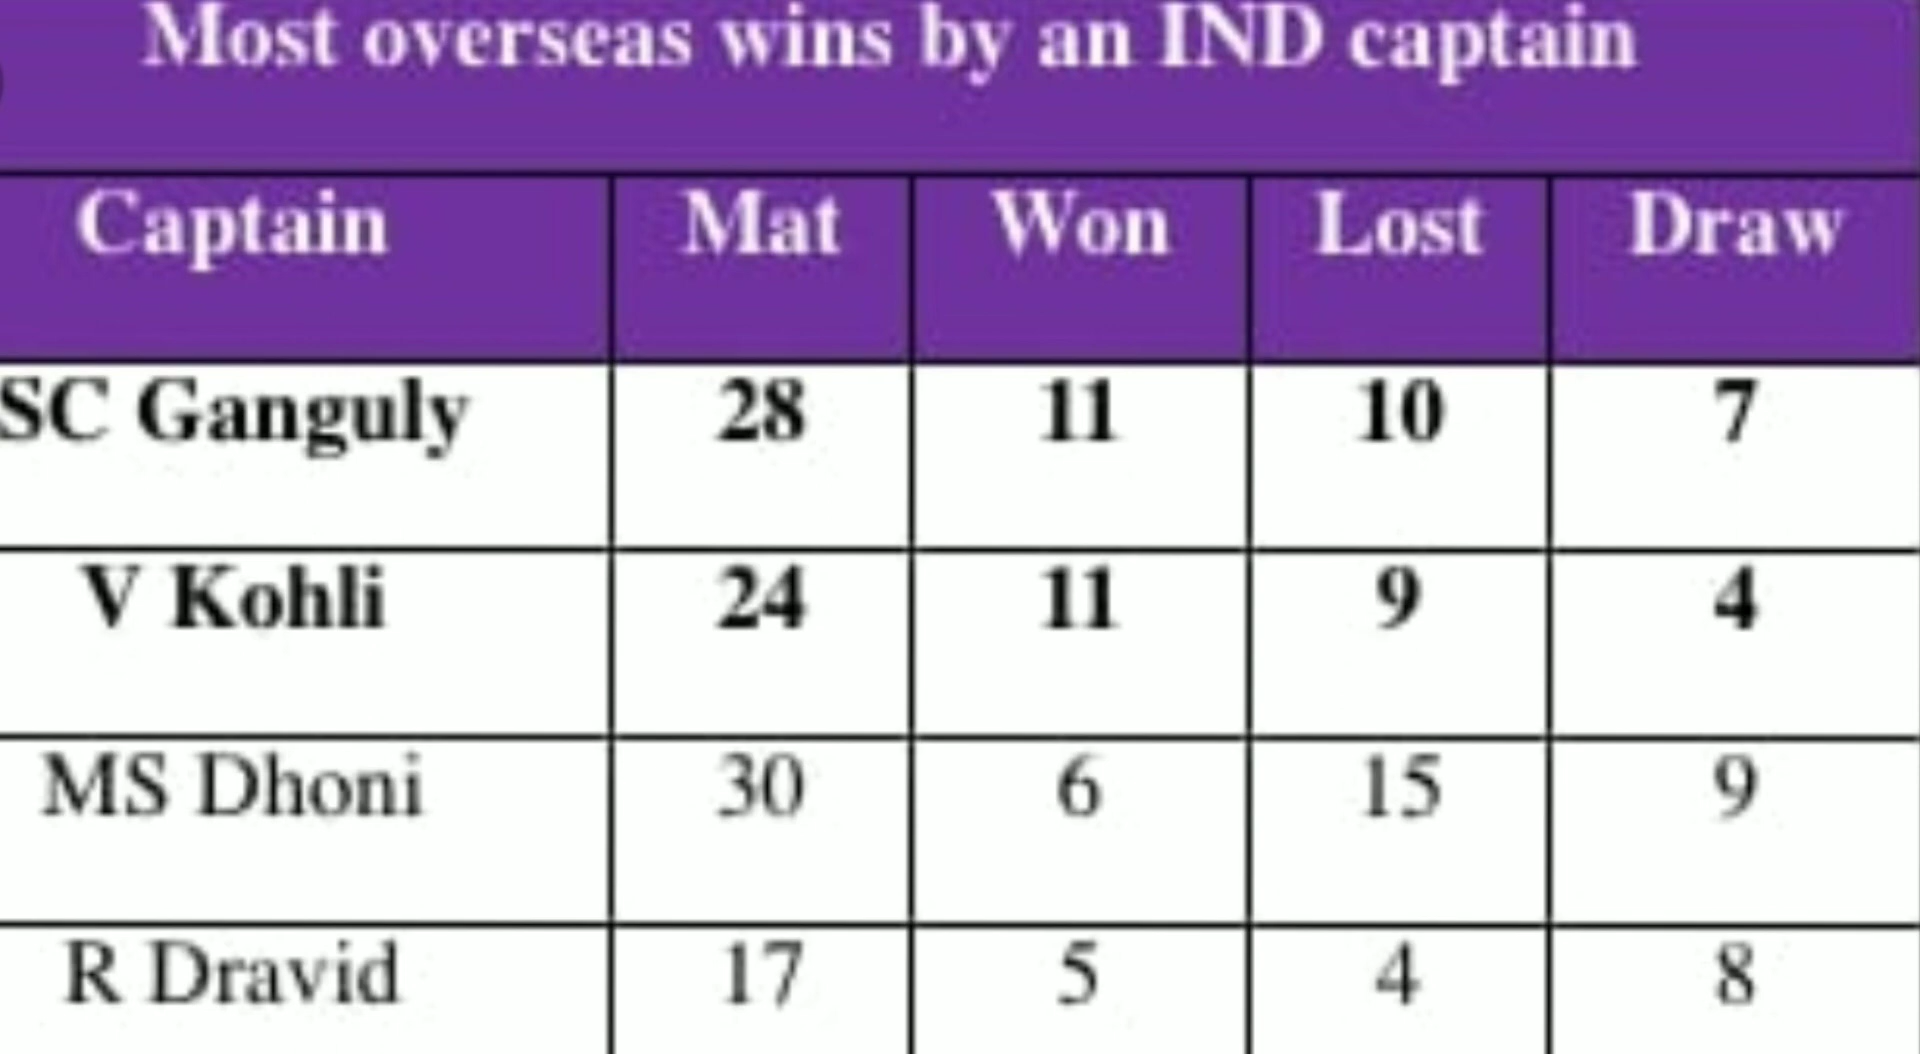 Most overseas wins by an IND captain
Captain Mat Won Lost Draw
SC Ganguly 28 11 10 7
V Kohli 24 11 9 4
MS Dhoni 30 6 15 9
R Dravid 17 5 4 8